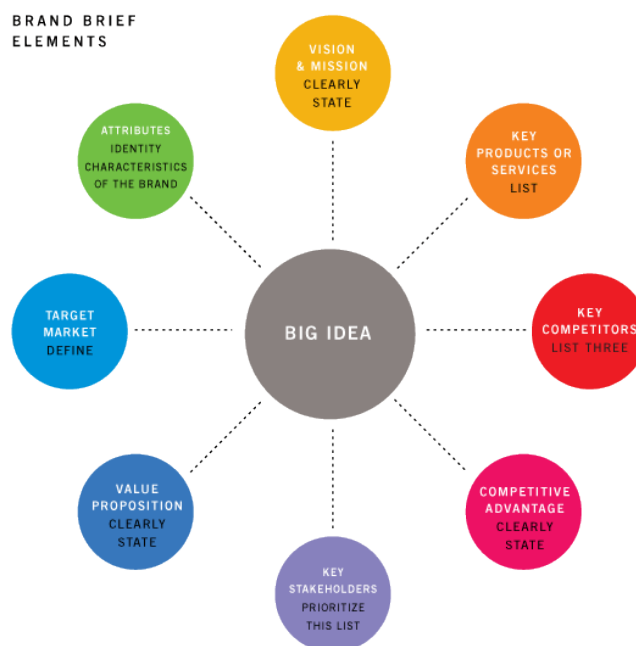 BRAND BRIEF
ELEMENTS
VISION
& MISSION
CLEARLY
STATE
KEY
PRODUCTS OR
SERVICES
LIST
KEY
COMPETITORS
LIST THREE
COMPETITIVE
ADVANTAGE
CLEARLY
STATE
KEY
STAKEHOLDERS
PRIORITIZE
THIS LIST
VALUE
PROPOSITION
CLEARLY
STATE
TARGET
MARKET
DEFINE
ATTRIBUTES
IDENTITY
CHARACTERISTICS
OF THE BRAND
BIG IDEA